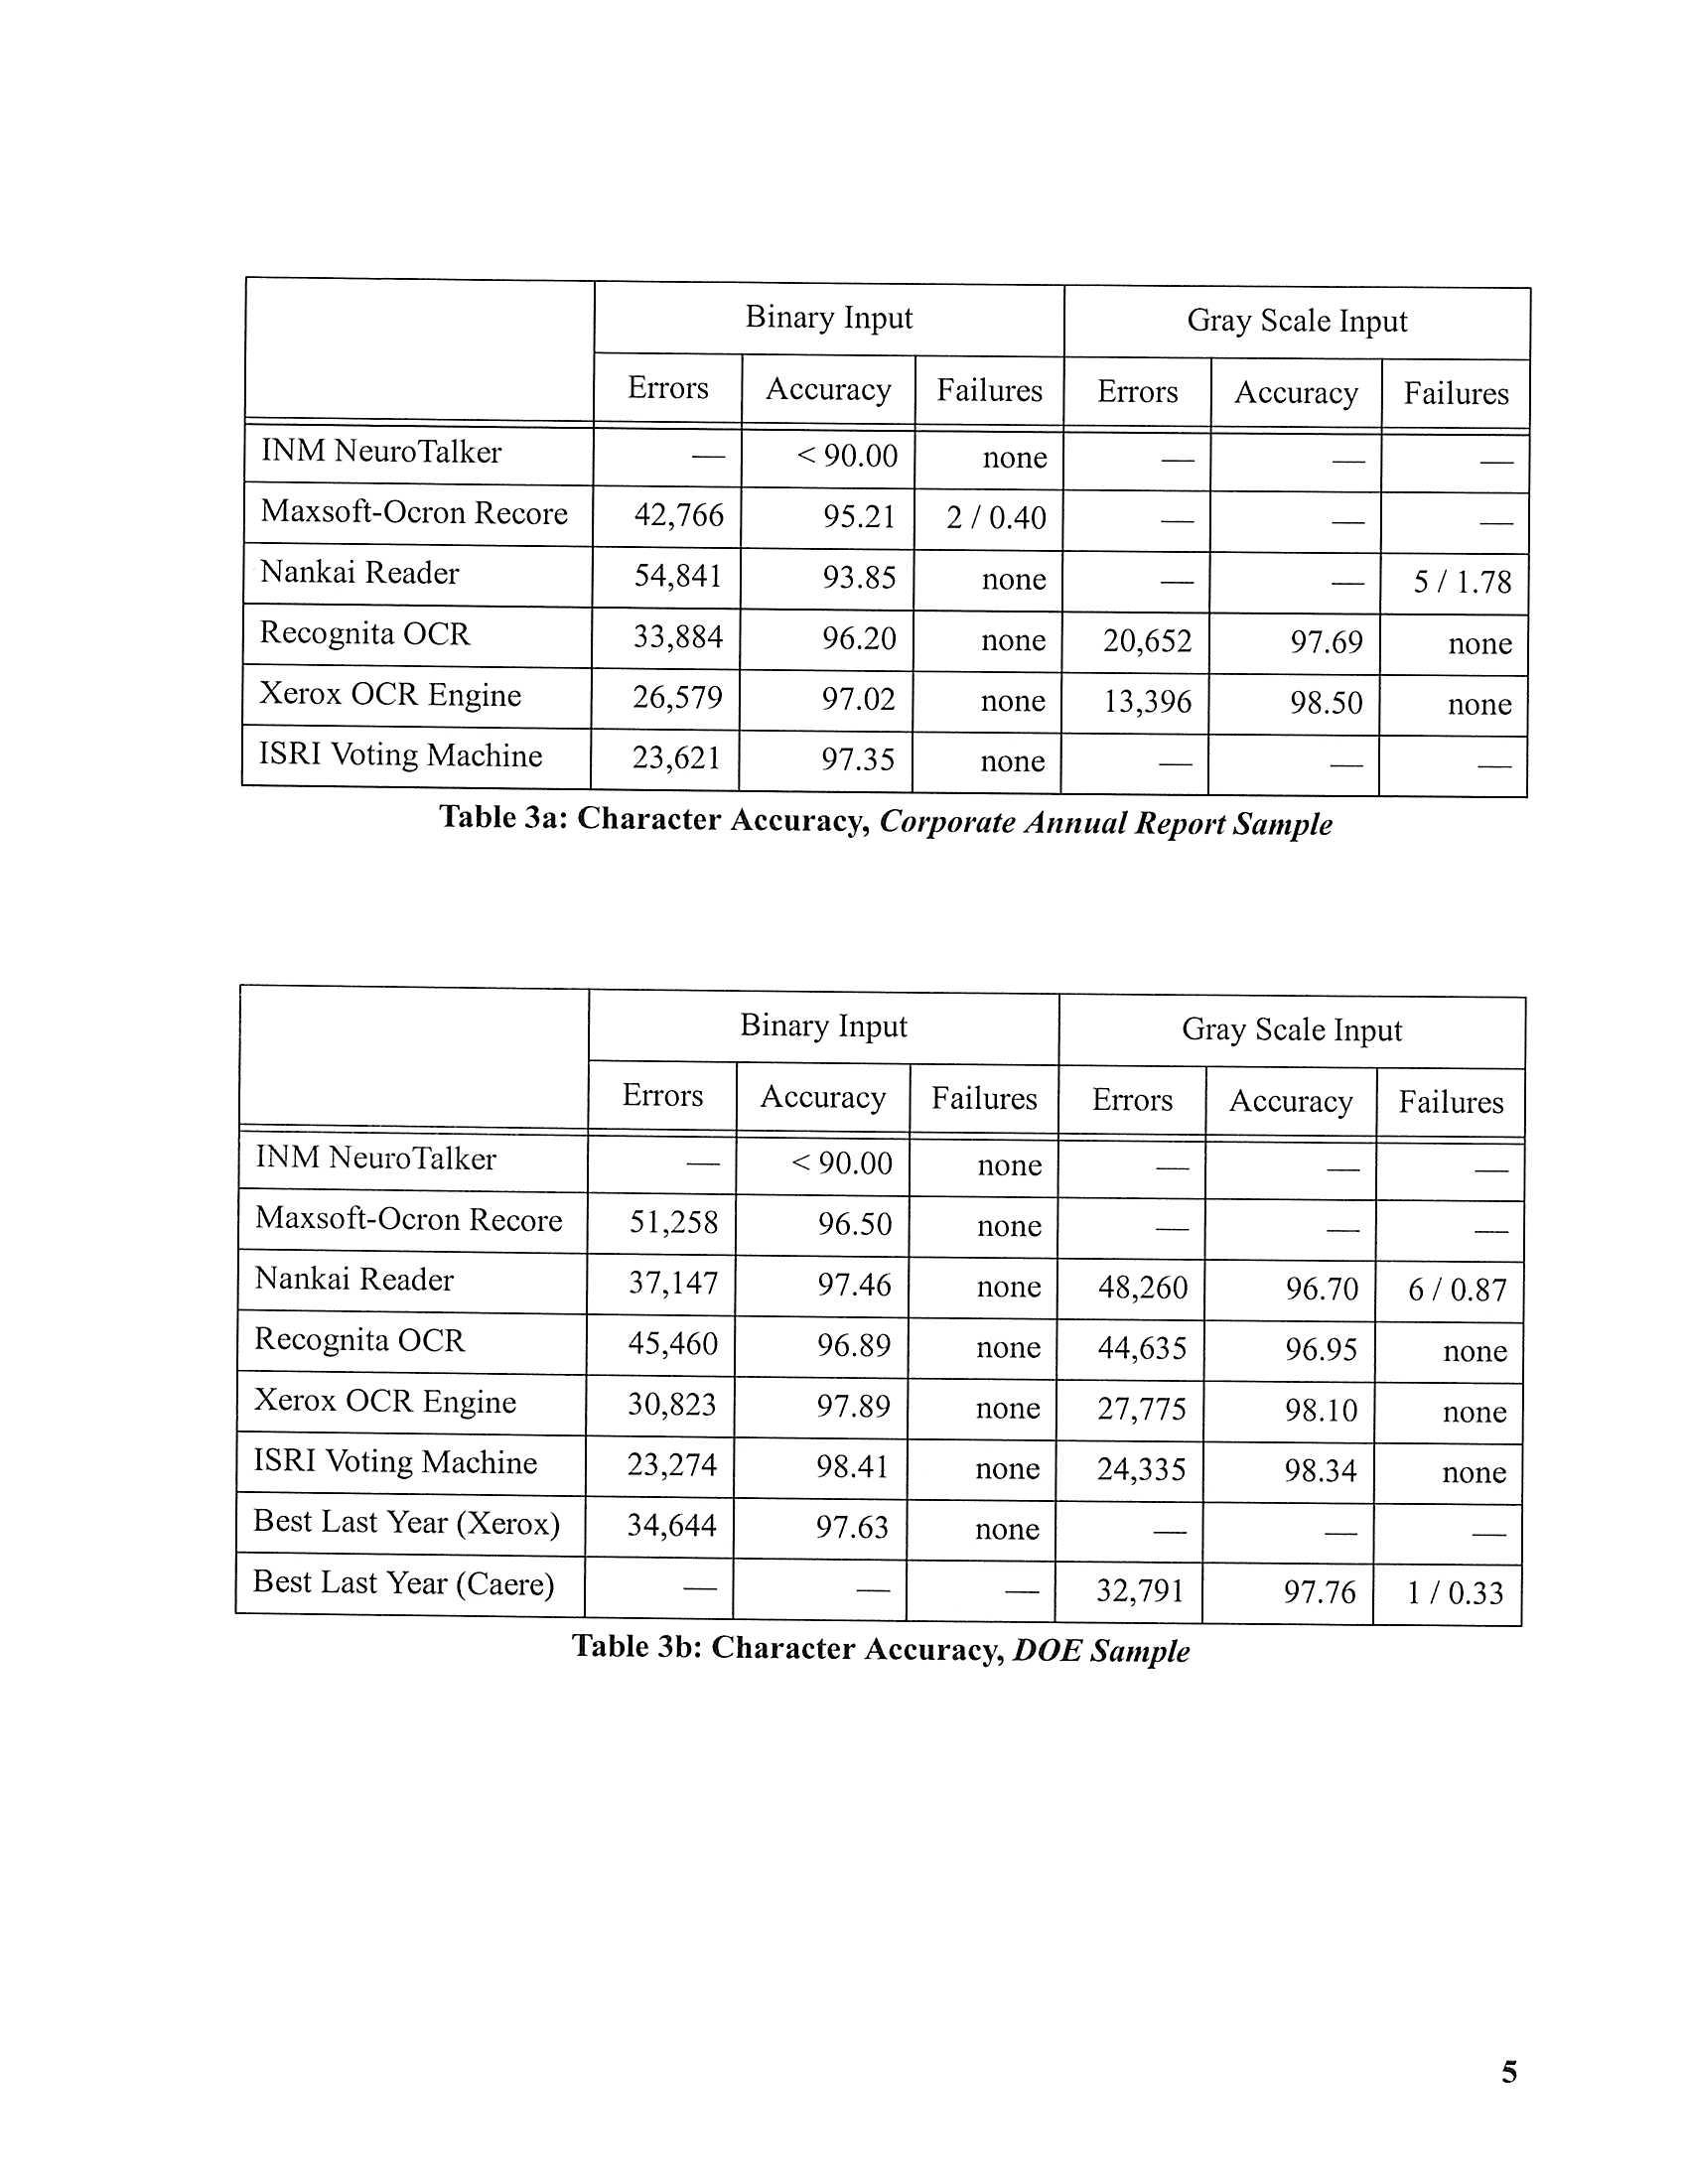 Binary Input Gray Scale Input
Errors Accuracy Failures Errors Accuracy Failures
INM NeuroTalker — < 90.00 none — — —
Maxsoft-Ocron Recore 42,766 95.21 2 / 0.40 — — —
Nankai Reader 54,841 93.85 none — — 5 / 1.78
Recognita OCR 33,884 96.20 none 20,652 97.69 none
Xerox OCR Engine 26,579 97.02 none 13,396 98.50 none
ISRI Voting Machine 23,621 97.35 none — — —
Table 3a: Character Accuracy, Corporate Annual Report Sample
Binary Input Gray Scale Input
Errors Accuracy Failures Errors Accuracy Failures
INM NeuroTalker — < 90.00 none — — —
Maxsoft-Ocron Recore 51,258 96.50 none — — —
Nankai Reader 37,147 97.46 none 48,260 96.70 6 / 0.87
Recognita OCR 45,460 96.89 none 44,635 96.95 none
Xerox OCR Engine 30,823 97.89 none 27,775 98.10 none
ISRI Voting Machine 23,274 98.41 none 24,335 98.34 none
Best Last Year (Xerox) 34,644 97.63 none — — —
Best Last Year (Caere) — — — 32,791 97.76 1 / 0.33
Table 3b: Character Accuracy, DOE Sample
5